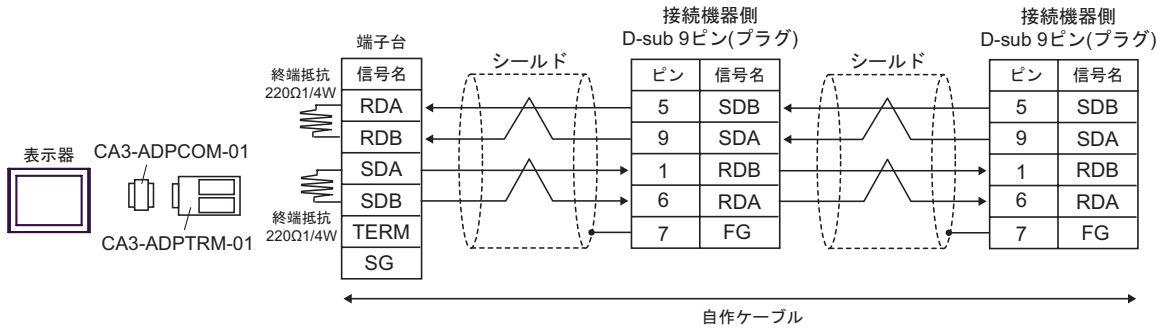 接続機器側
D-sub 9ピン(プラグ)
接続機器側
D-sub 9ピン(プラグ)
端子台
シールド
シールド
終端抵抗
220Ω1/4W
信号名
ピン 信号名
ピン 信号名
RDA
5 SDB
5 SDB
RDB
9 SDA
9 SDA
表示器
CA3-ADPCOM-01
SDA
1 RDB
1 RDB
SDB
6 RDA
6 RDA
CA3-ADPTRM-01
終端抵抗
220Ω1/4W
TERM
7 FG
7 FG
SG
自作ケーブル